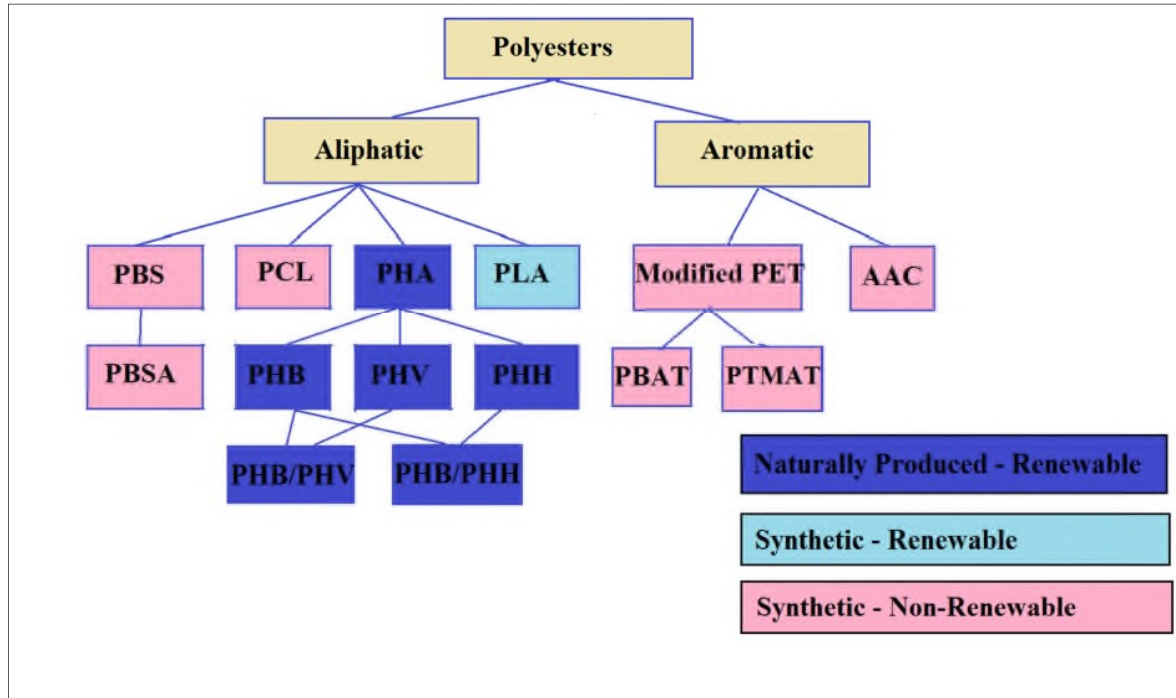 Polyesters
Aliphatic
Aromatic
PBS
PCL
PHA
PLA
Modified PET
AAC
PBSA
PHB
PHV
PHH
PBAT
PTMAT
PHB/PHV
PHB/PHH
Naturally Produced - Renewable
Synthetic - Renewable
Synthetic - Non-Renewable